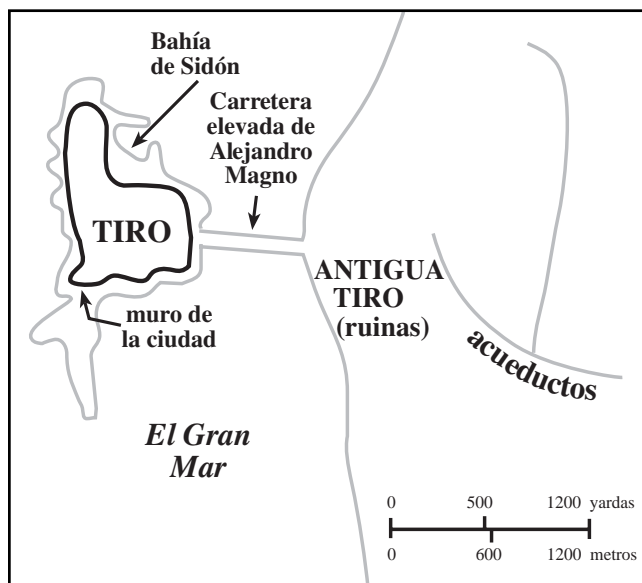 Bahía
de Sidón
Carretera
elevada de
Alejandro
Magno
TIRO
ANTIGUA
TIRO
(ruinas)
muro de
la ciudad
acueductos
El Gran
Mar
0 500 1200 yardas
0 600 1200 metros